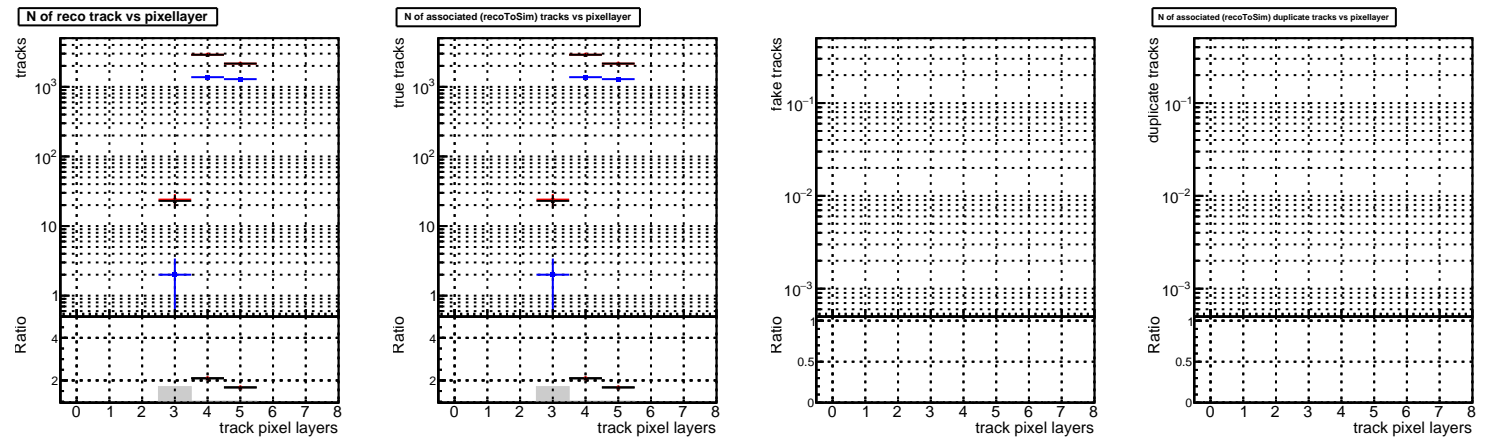 N of reco track vs pixellayer
tracks
10³
10²
10
1
Ratio
4
2
0 1 2 3 4 5 6 7 8
track pixel layers
N of associated (recoToSim) tracks vs pixellayer
true tracks
10³
10²
10
1
Ratio
4
2
0 1 2 3 4 5 6 7 8
track pixel layers
fake tracks
10⁻¹
10⁻²
10⁻³
Ratio
1
0.5
0
0 1 2 3 4 5 6 7 8
track pixel layers
N of associated (recoToSim) duplicate tracks vs pixellayer
duplicate tracks
10⁻¹
10⁻²
10⁻³
Ratio
1
0.5
0
0 1 2 3 4 5 6 7 8
track pixel layers